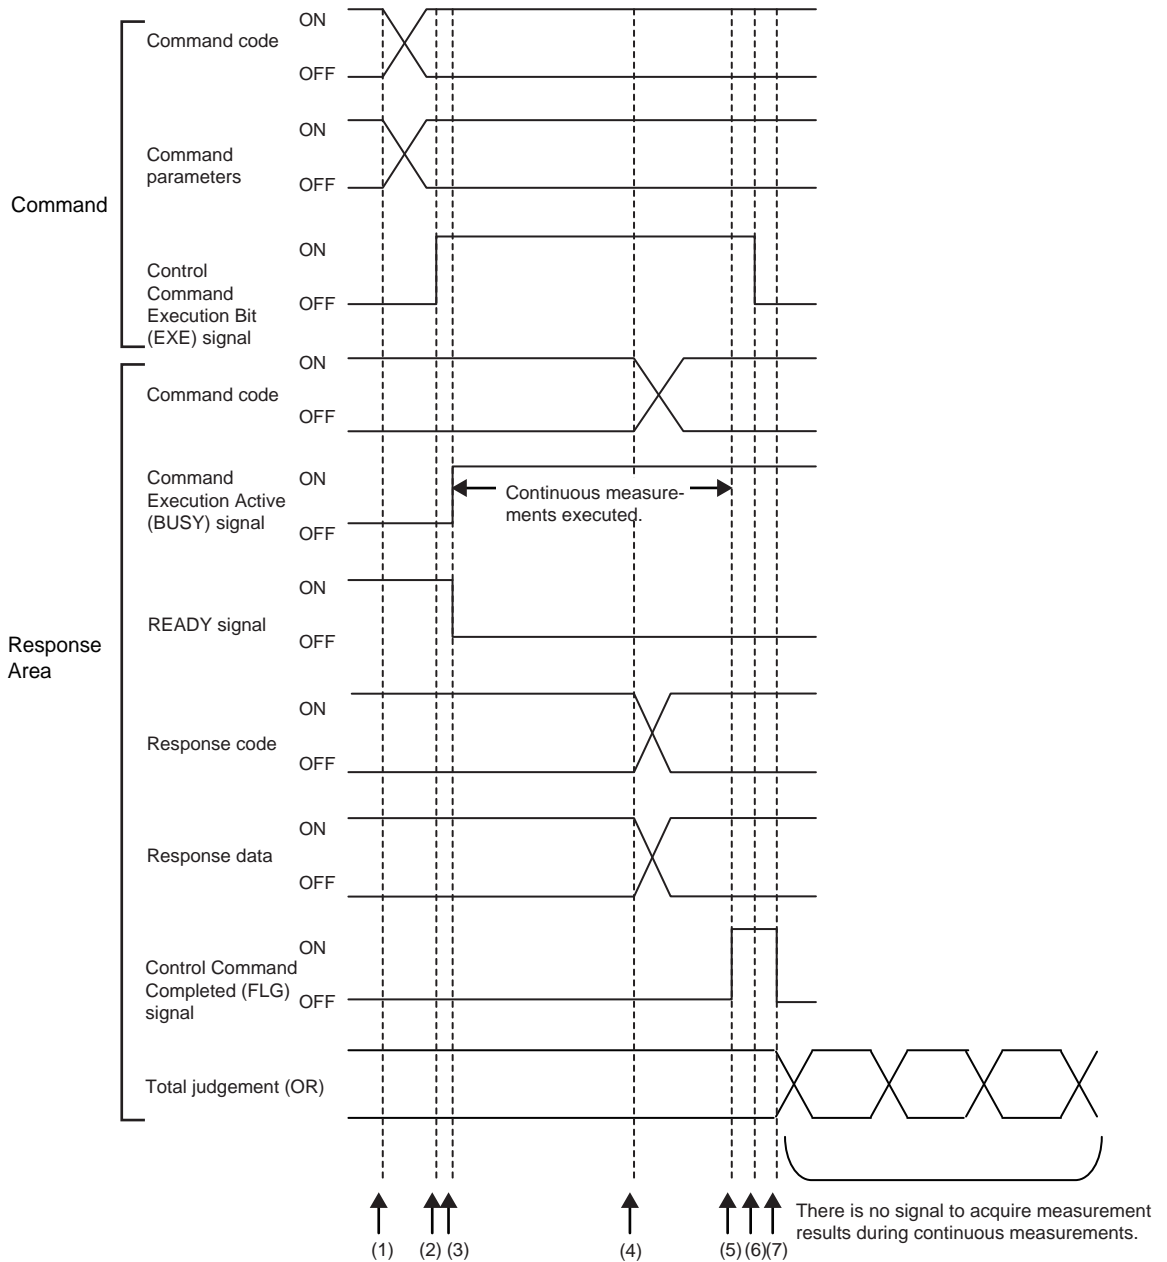 ON
Command code
OFF
ON
Command
parameters
OFF
Command
ON
Control
Command
Execution Bit
(EXE) signal
OFF
ON
Command code
OFF
Command
Execution Active
(BUSY) signal
ON
OFF
Continuous measure-
ments executed.
ON
READY signal
OFF
Response
Area
ON
Response code
OFF
ON
Response data
OFF
ON
Control Command
Completed (FLG)
signal
OFF
Total judgement (OR)
There is no signal to acquire measurement
results during continuous measurements.
(1) (2) (3) (4) (5) (6) (7)